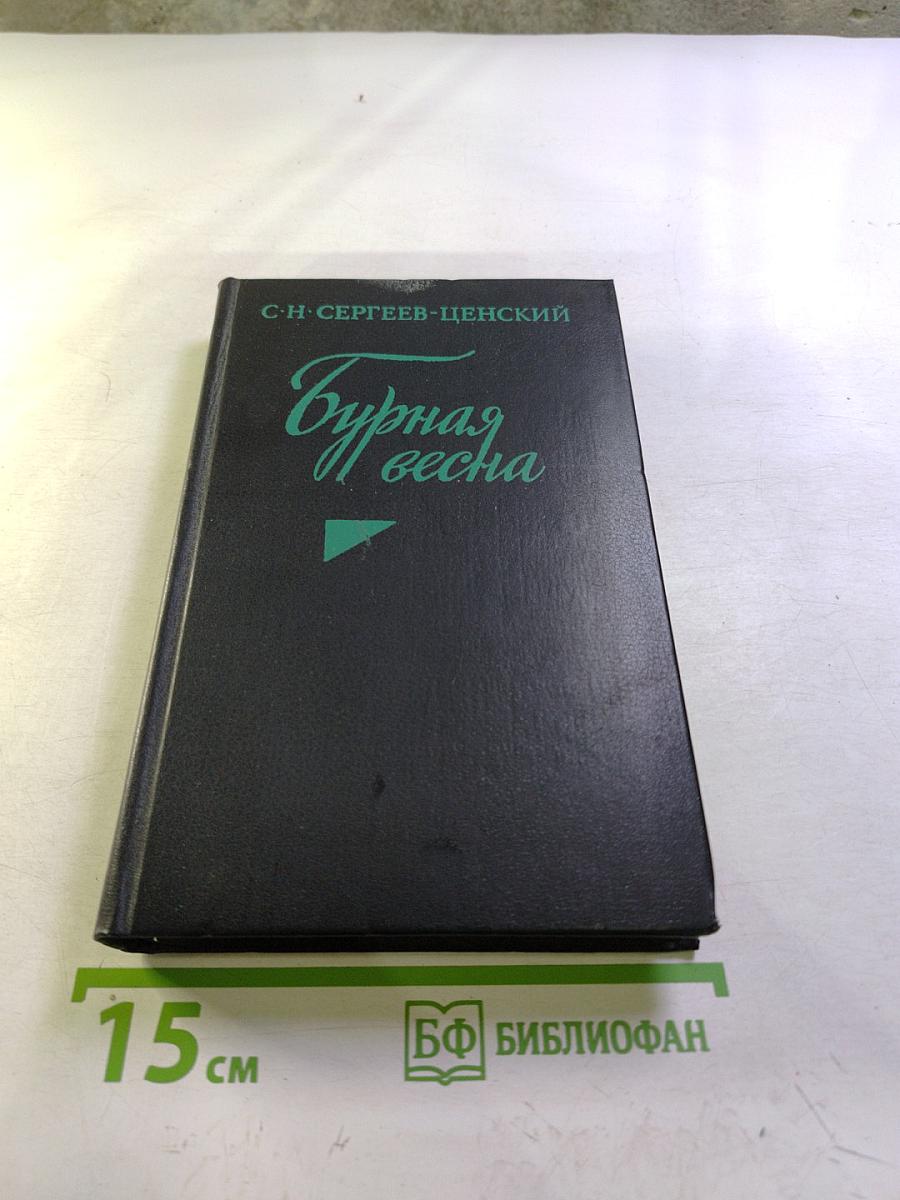 С·Н·СЕРГЕЕВ-ЦЕНСКИЙ
Бурная
весна
15 см
БФ БИБЛИОФАН